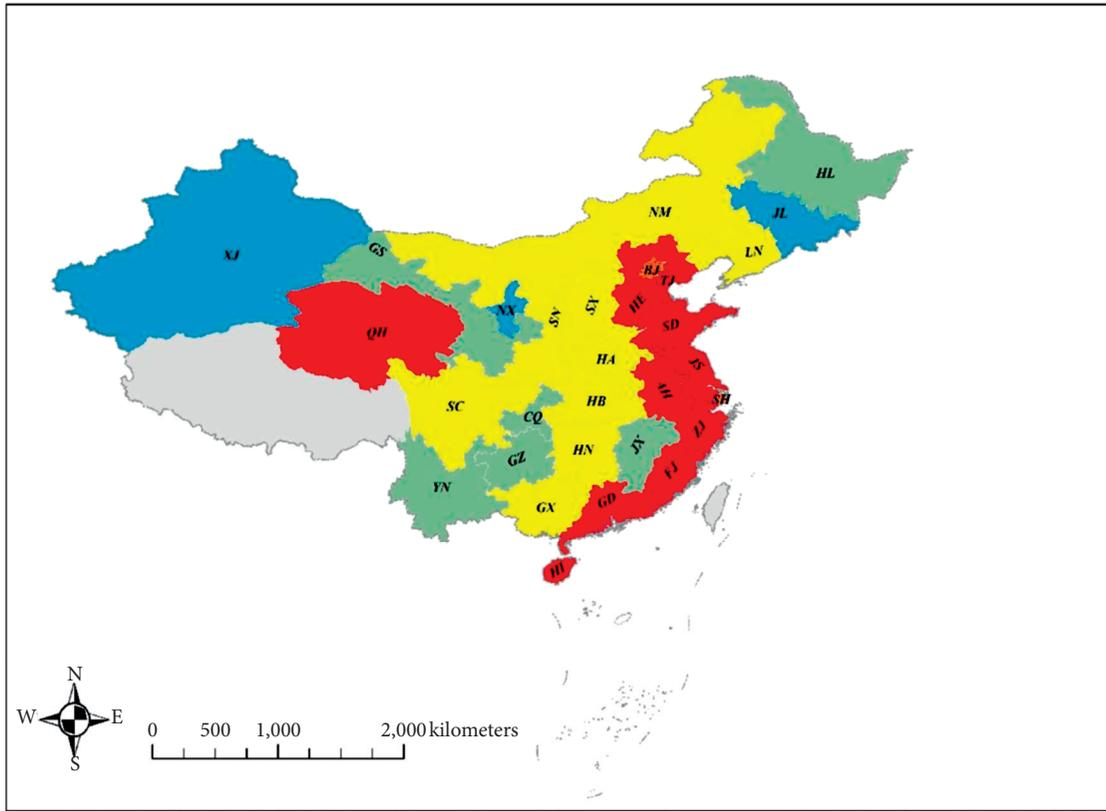 HL
NM
JL
GS
XJ
LN
BJ
TJ
HE
NX
SX
SN
SD
QH
HA
JS
AH
SH
HB
SC
CQ
ZJ
JX
HN
GZ
FJ
YN
GD
GX
HI
N
W E
S
0 500 1,000 2,000 kilometers